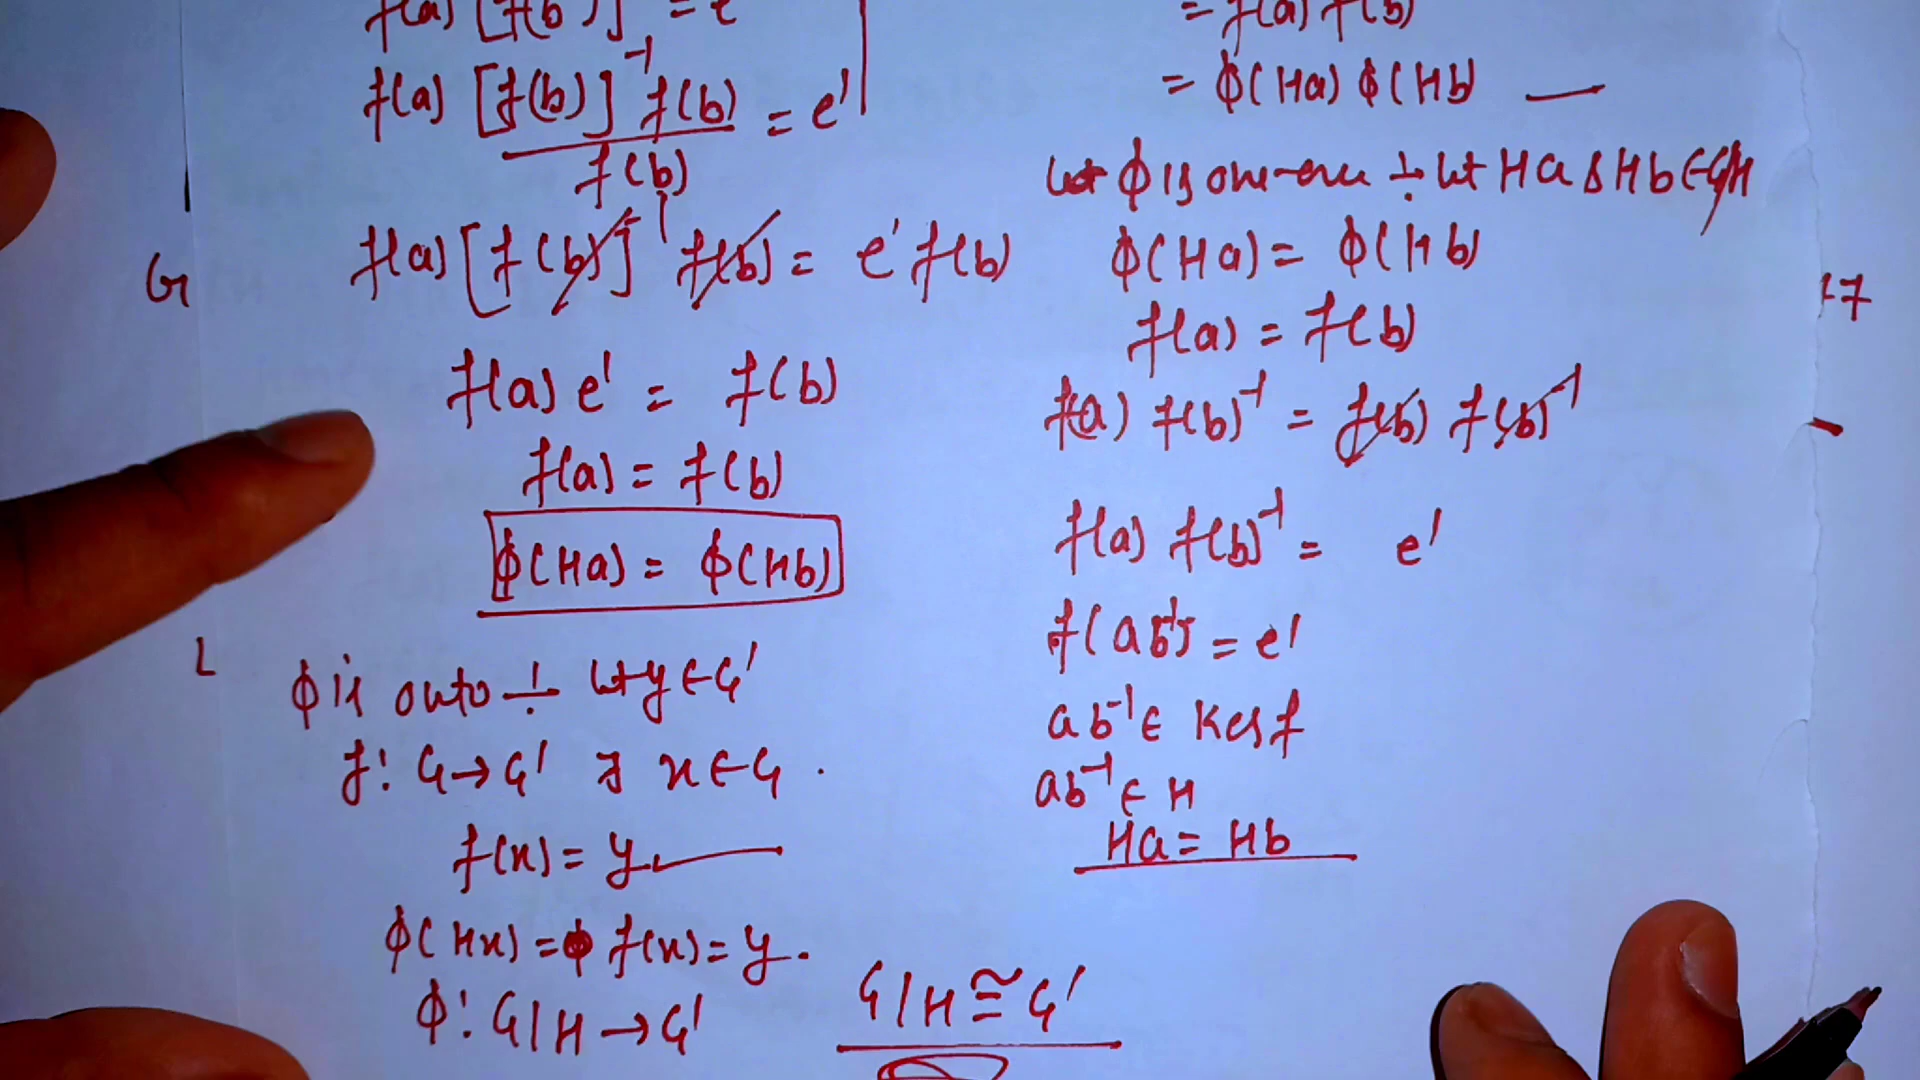 f(a) [f(b)] = e
f(a) [f(b)]⁻¹ f(b) = e'
f(b)
f(a) [f(b)]⁻¹ f(b) = e' f(b)
G
f(a) e' = f(b)
f(a) = f(b)
ϕ(Ha) = ϕ(Hb)
ϕ is onto ÷ let y ∈ G'
f: G → G' ∃ x ∈ G .
f(x) = y
ϕ(Hx) = f(x) = y.
ϕ: G/H → G'
= f(a) f(b)
= ϕ(Ha) ϕ(Hb)
ϕ is one-one ÷ let Ha & Hb ∈ G/H
ϕ(Ha) = ϕ(Hb)
f(a) = f(b)
f(a) f(b)⁻¹ = f(b) f(b)⁻¹
f(a) f(b)⁻¹ = e'
f(ab⁻¹) = e'
ab⁻¹ ∈ Ker f
ab⁻¹ ∈ H
Ha = Hb
G/H ≅ G'